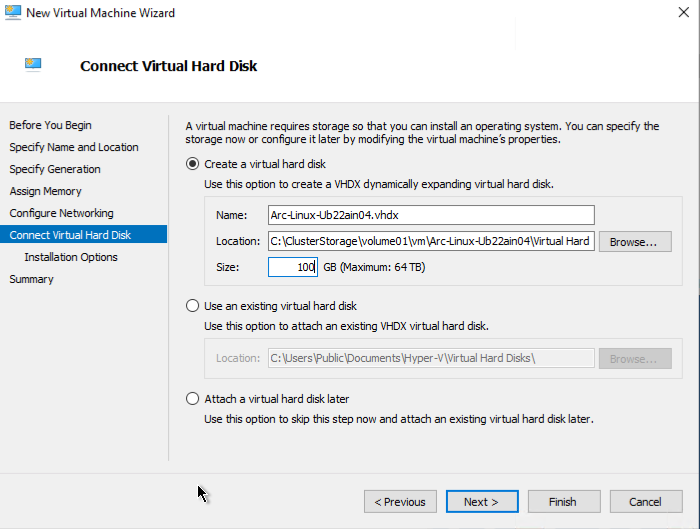 New Virtual Machine Wizard
Connect Virtual Hard Disk
Before You Begin
Specify Name and Location
Specify Generation
Assign Memory
Configure Networking
Connect Virtual Hard Disk
Installation Options
Summary
A virtual machine requires storage so that you can install an operating system. You can specify the
storage now or configure it later by modifying the virtual machine's properties.
Create a virtual hard disk
Use this option to create a VHDX dynamically expanding virtual hard disk.
Name: Arc-Linux-Ub22ain04.vhdx
Location: C:\ClusterStorage\volume01\vm\Arc-Linux-Ub22ain04\Virtual Hard Browse...
Size: 100 GB (Maximum: 64 TB)
Use an existing virtual hard disk
Use this option to attach an existing VHDX virtual hard disk.
Location: C:\Users\Public\Documents\Hyper-V\Virtual Hard Disks\ Browse...
Attach a virtual hard disk later
Use this option to skip this step now and attach an existing virtual hard disk later.
< Previous Next > Finish Cancel